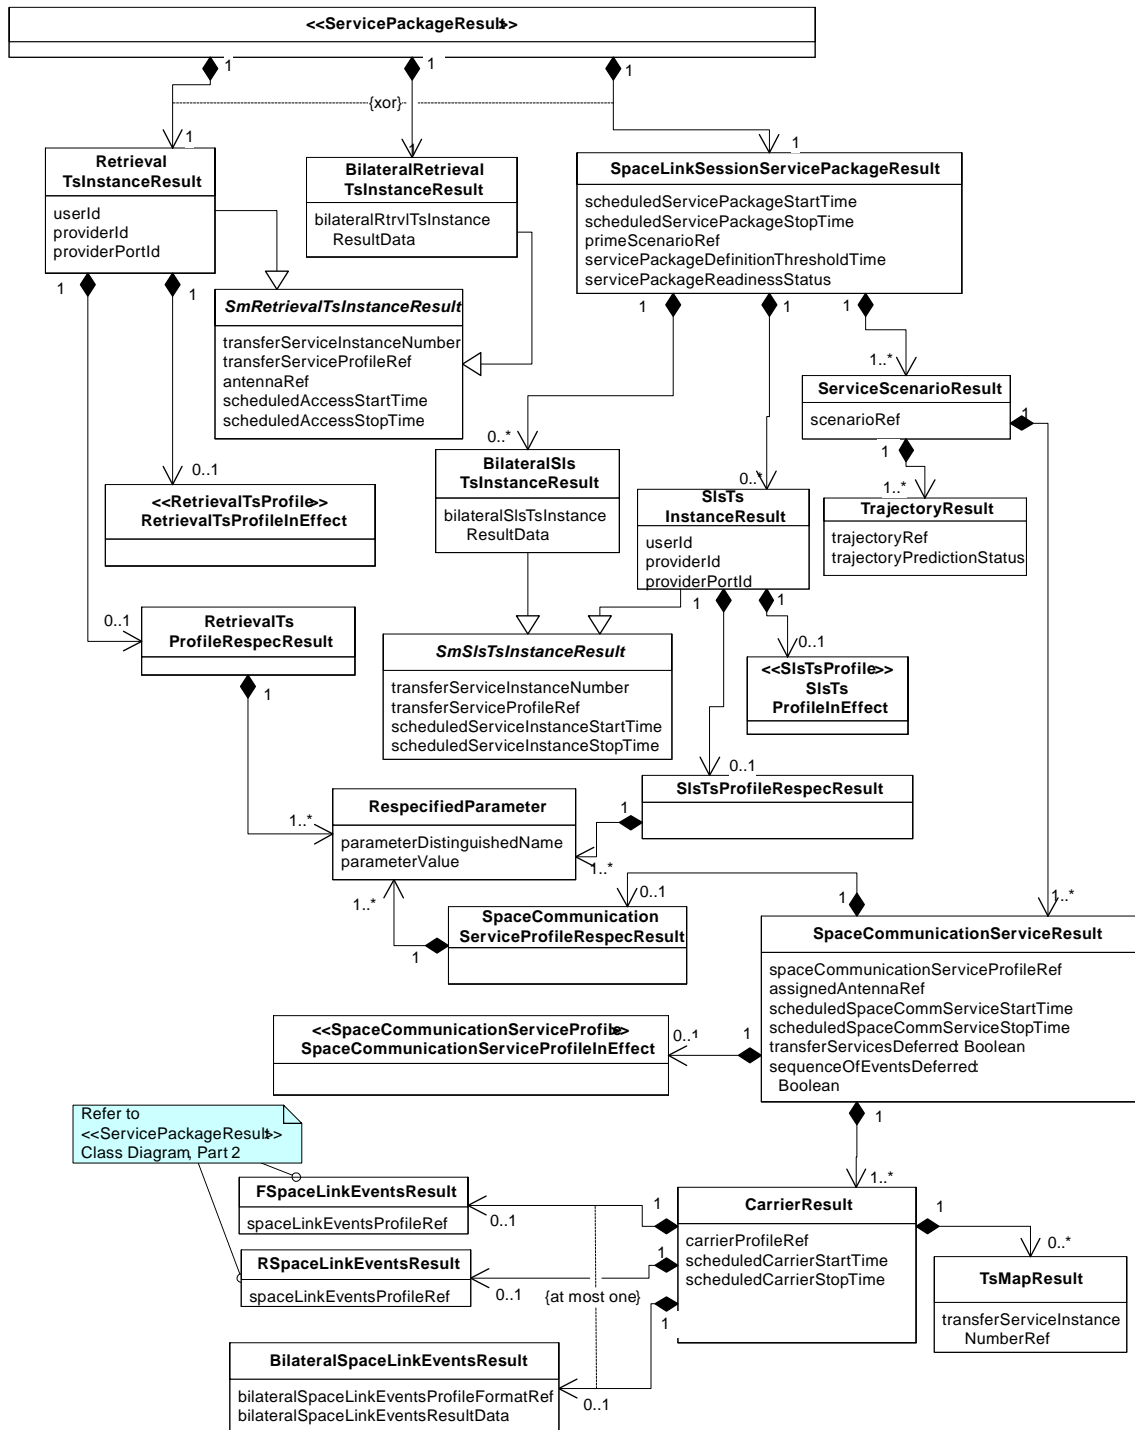 <<ServicePackageResult>>
1
1
1
{xor}
1
1
1
Retrieval
TsInstanceResult
userId
providerId
providerPortId
BilateralRetrieval
TsInstanceResult
bilateralRtrvlTsInstance
ResultData
SpaceLinkSessionServicePackageResult
scheduledServicePackageStartTime
scheduledServicePackageStopTime
primeScenarioRef
servicePackageDefinitionThresholdTime
servicePackageReadinessStatus
1
1
1
1
1
SmRetrievalTsInstanceResult
transferServiceInstanceNumber
transferServiceProfileRef
antennaRef
scheduledAccessStartTime
scheduledAccessStopTime
1..*
ServiceScenarioResult
scenarioRef
1
1
0..*
0..1
<<RetrievalTsProfile>>
RetrievalTsProfileInEffect
BilateralSls
TsInstanceResult
bilateralSlsTsInstance
ResultData
0..*
SlsTs
InstanceResult
userId
providerId
providerPortId
1..*
TrajectoryResult
trajectoryRef
trajectoryPredictionStatus
1
1
0..1
RetrievalTs
ProfileRespecResult
1
SmSlsTsInstanceResult
transferServiceInstanceNumber
transferServiceProfileRef
scheduledServiceInstanceStartTime
scheduledServiceInstanceStopTime
0..1
<<SlsTsProfile>>
SlsTs
ProfileInEffect
0..1
SlsTsProfileRespecResult
1
1..*
RespecifiedParameter
parameterDistinguishedName
parameterValue
1..*
1..*
0..1
1
1..*
SpaceCommunication
ServiceProfileRespecResult
1
SpaceCommunicationServiceResult
spaceCommunicationServiceProfileRef
assignedAntennaRef
scheduledSpaceCommServiceStartTime
scheduledSpaceCommServiceStopTime
transferServicesDeferred: Boolean
sequenceOfEventsDeferred:
Boolean
<<SpaceCommunicationServiceProfile>>
SpaceCommunicationServiceProfileInEffect
0..1
1
1
Refer to
<<ServicePackageResult>>
Class Diagram, Part 2
1..*
FSpaceLinkEventsResult
spaceLinkEventsProfileRef
0..1
1
CarrierResult
carrierProfileRef
scheduledCarrierStartTime
scheduledCarrierStopTime
1
0..*
RSpaceLinkEventsResult
spaceLinkEventsProfileRef
0..1
1
{at most one}
1
TsMapResult
transferServiceInstance
NumberRef
BilateralSpaceLinkEventsResult
bilateralSpaceLinkEventsProfileFormatRef
bilateralSpaceLinkEventsResultData
0..1